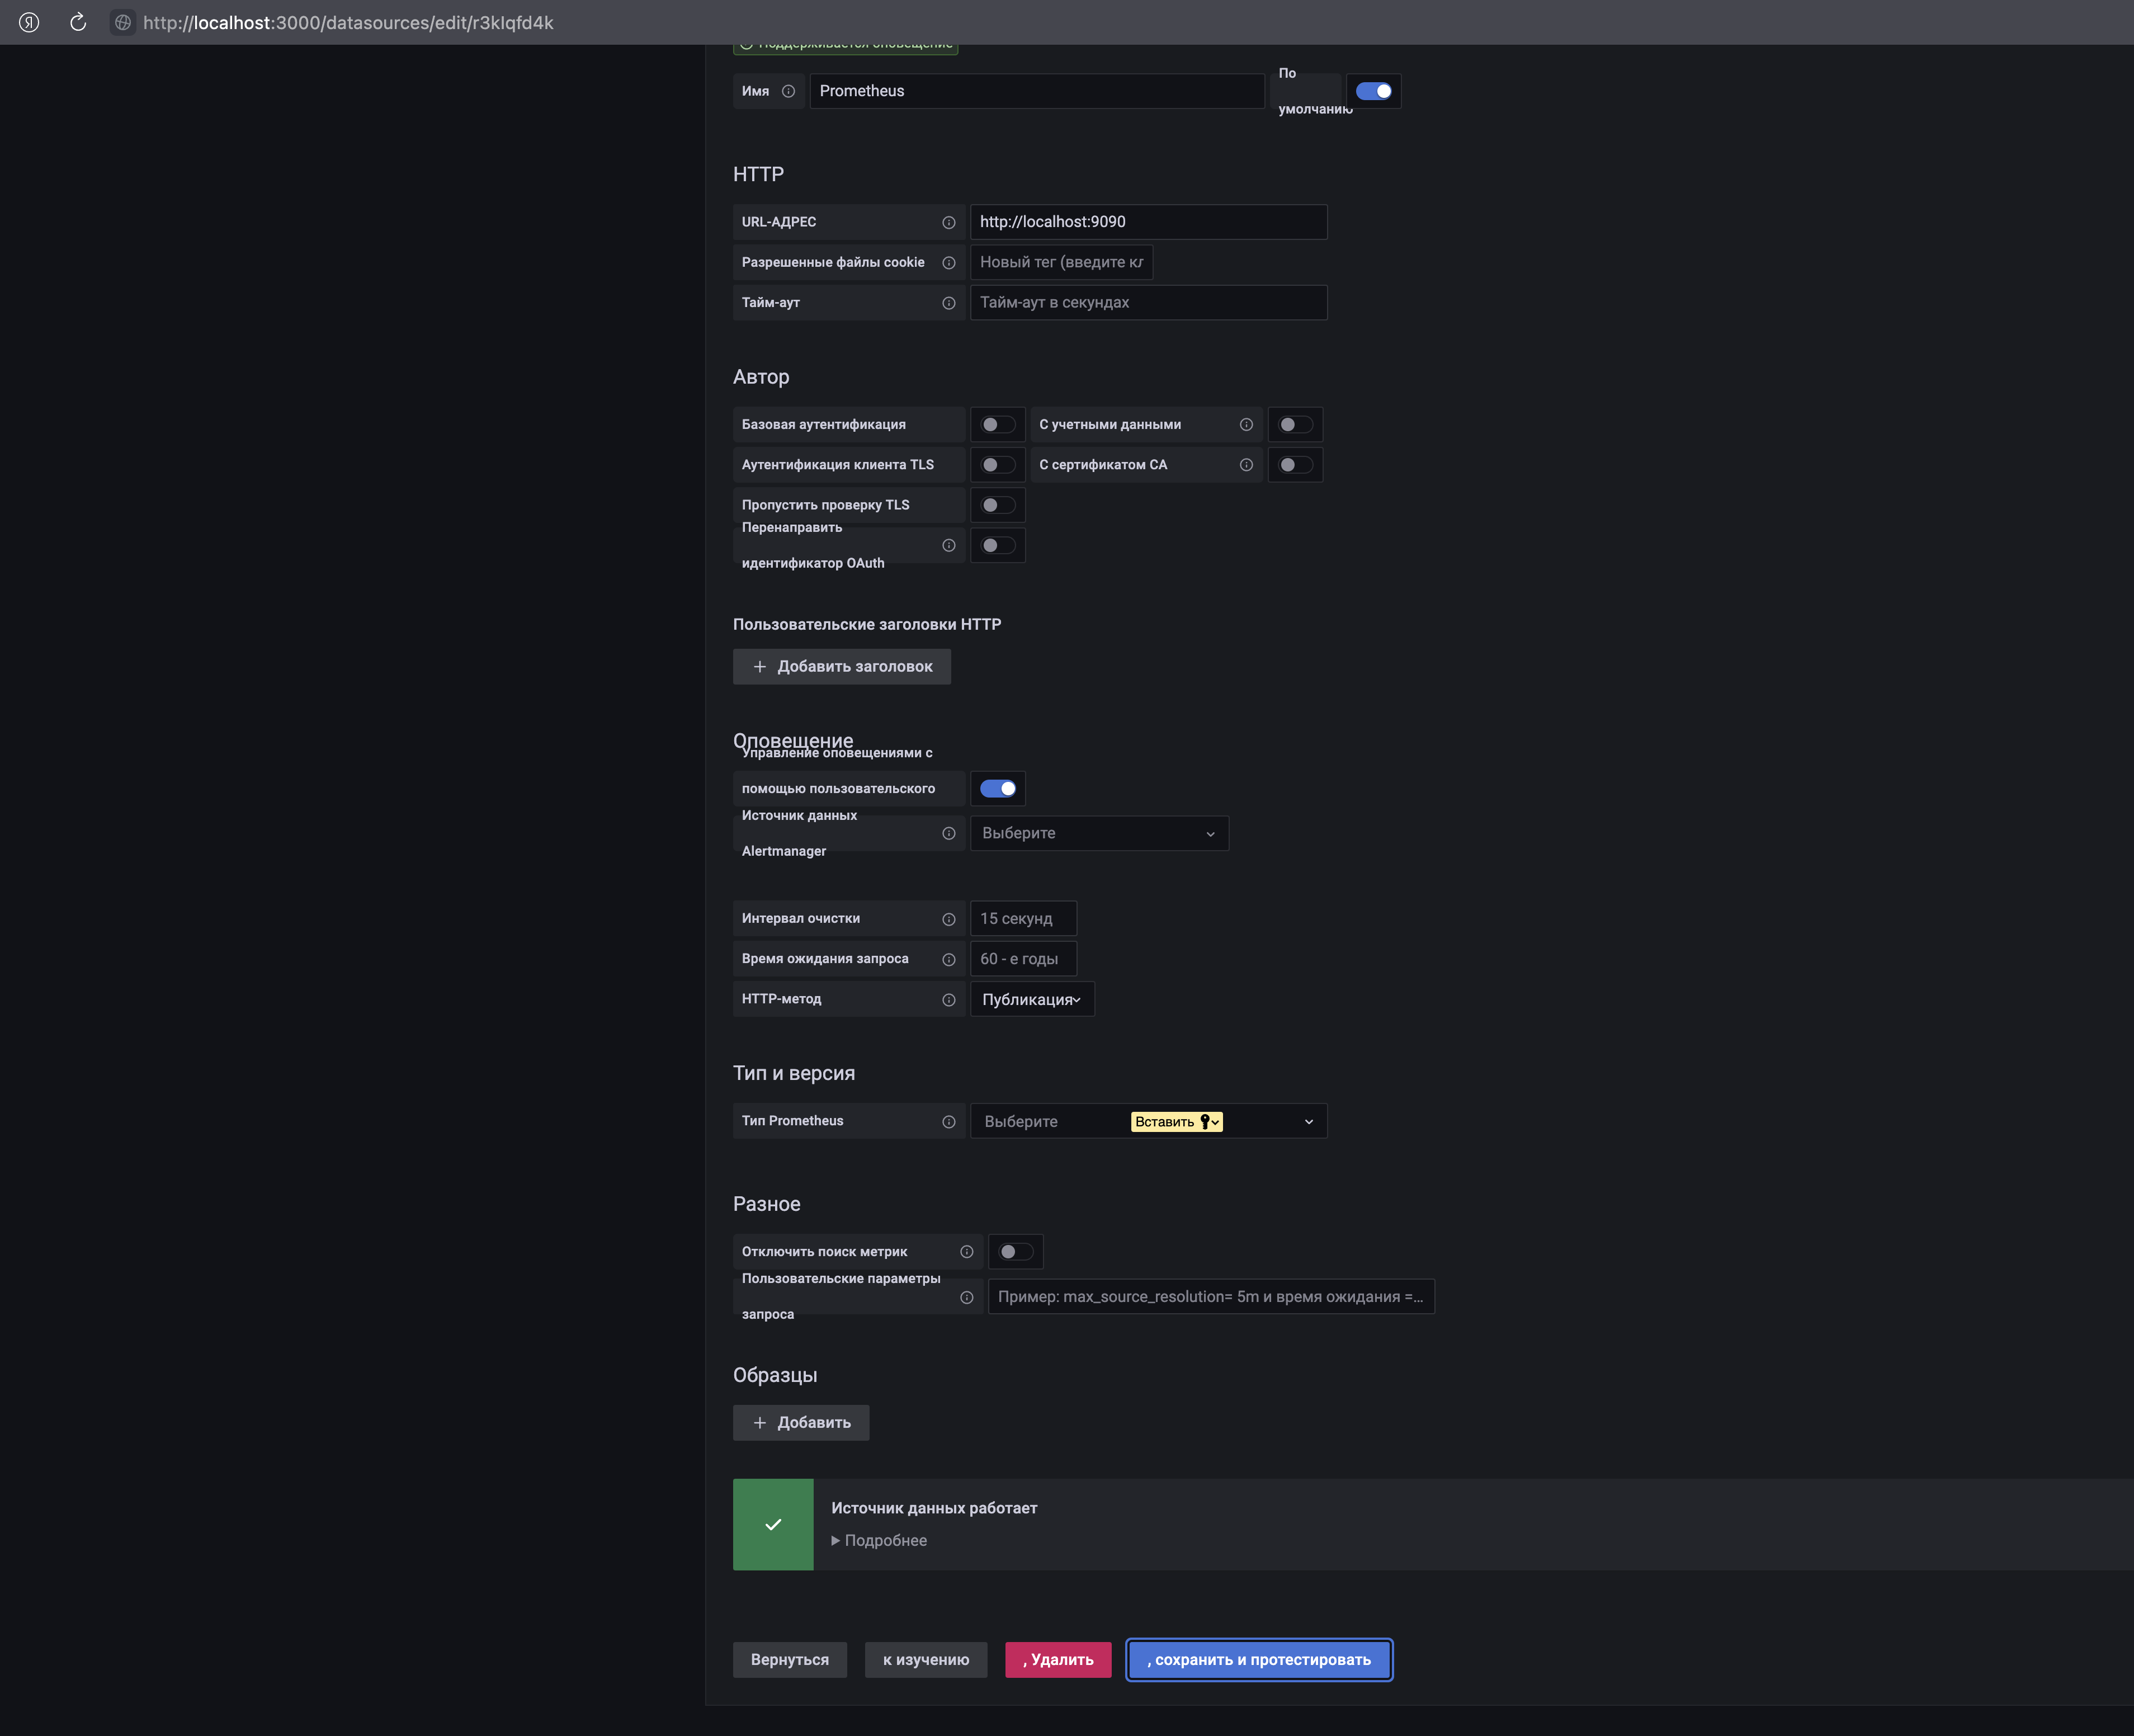 http://localhost:3000/datasources/edit/r3kIqfd4k
Поддерживается оповещение
Имя
Prometheus
По
умолчанию
HTTP
URL-АДРЕС
http://localhost:9090
Разрешенные файлы cookie
Новый тег (введите кл
Тайм-аут
Тайм-аут в секундах
Автор
Базовая аутентификация
С учетными данными
Аутентификация клиента TLS
С сертификатом CA
Пропустить проверку TLS
Перенаправить
идентификатор OAuth
Пользовательские заголовки HTTP
+ Добавить заголовок
Оповещение
Управление оповещениями с
помощью пользовательского
Источник данных
Alertmanager
Выберите
Интервал очистки
15 секунд
Время ожидания запроса
60 - е годы
HTTP-метод
Публикация
Тип и версия
Тип Prometheus
Выберите
Вставить
Разное
Отключить поиск метрик
Пользовательские параметры
запроса
Пример: max_source_resolution= 5m и время ожидания =...
Образцы
+ Добавить
Источник данных работает
Подробнее
Вернуться
к изучению
, Удалить
, сохранить и протестировать